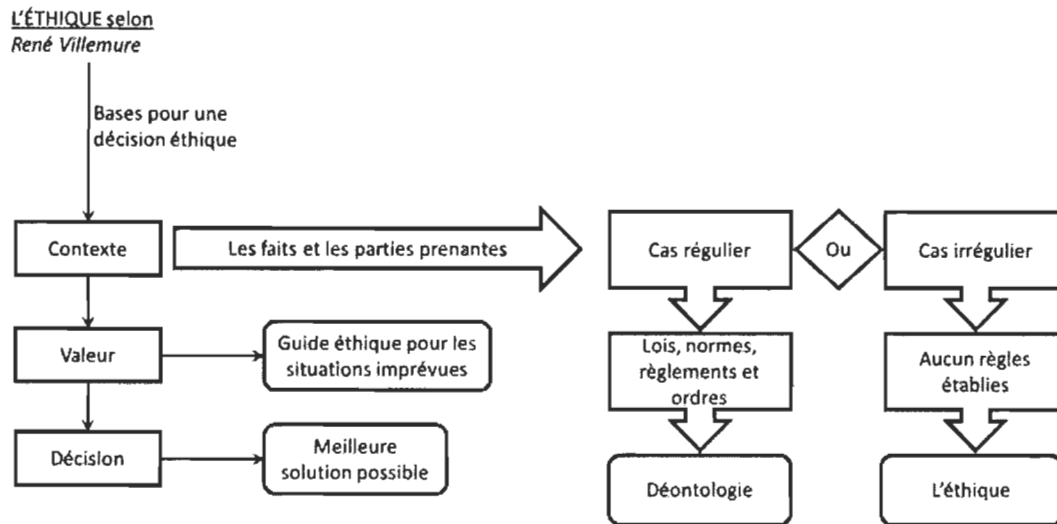 L'ÉTHIQUE selon
René Villemure
Bases pour une
décision éthique
Contexte
Les faits et les parties prenantes
Cas régulier
Ou
Cas irrégulier
Valeur
Guide éthique pour les
situations imprévues
Lois, normes,
règlements et
ordres
Aucun règles
établies
Décision
Meilleure
solution possible
Déontologie
L'éthique